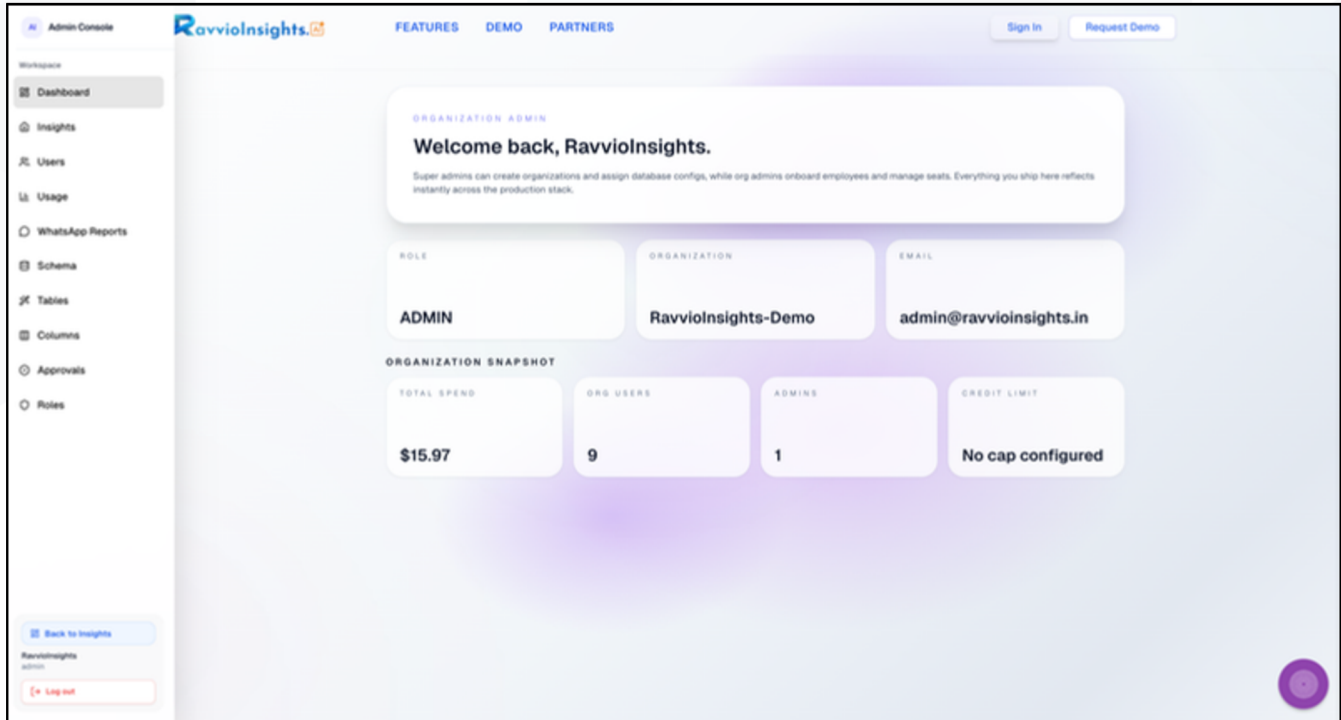 AI Admin Console
RavvioInsights.AI
FEATURES DEMO PARTNERS
Sign In Request Demo
Workspace
Dashboard
Insights
Users
Usage
WhatsApp Reports
Schema
Tables
Columns
Approvals
Roles
Back to Insights
RavvioInsights
admin
Log out
ORGANIZATION ADMIN
Welcome back, RavvioInsights.
Super admins can create organizations and assign database configs, while org admins onboard employees and manage seats. Everything you ship here reflects
instantly across the production stack.
ROLE
ADMIN
ORGANIZATION
RavvioInsights-Demo
EMAIL
admin@ravvioinsights.in
ORGANIZATION SNAPSHOT
TOTAL SPEND
$15.97
ORG USERS
9
ADMINS
1
CREDIT LIMIT
No cap configured